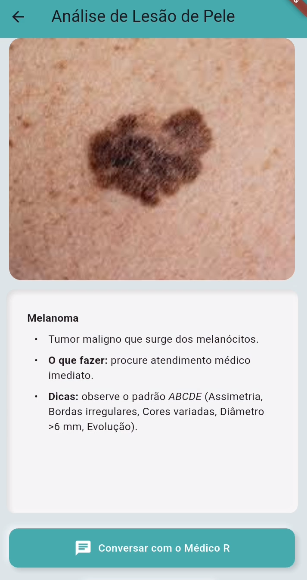 Análise de Lesão de Pele
Melanoma
• Tumor maligno que surge dos melanócitos.
• O que fazer: procure atendimento médico
imediato.
• Dicas: observe o padrão ABCDE (Assimetria,
Bordas irregulares, Cores variadas, Diâmetro
>6 mm, Evolução).
Conversar com o Médico R